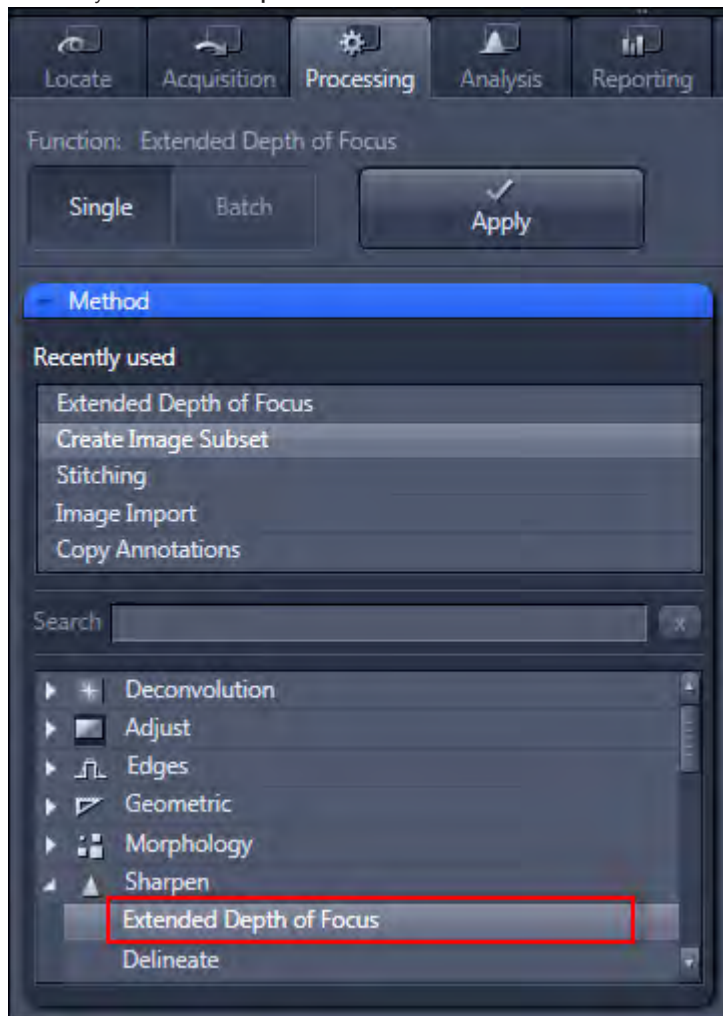 Locate Acquisition Processing Analysis Reporting
Function: Extended Depth of Focus
Single Batch Apply
Method
Recently used
Extended Depth of Focus
Create Image Subset
Stitching
Image Import
Copy Annotations
Search x
Deconvolution
Adjust
Edges
Geometric
Morphology
Sharpen
Extended Depth of Focus
Delineate